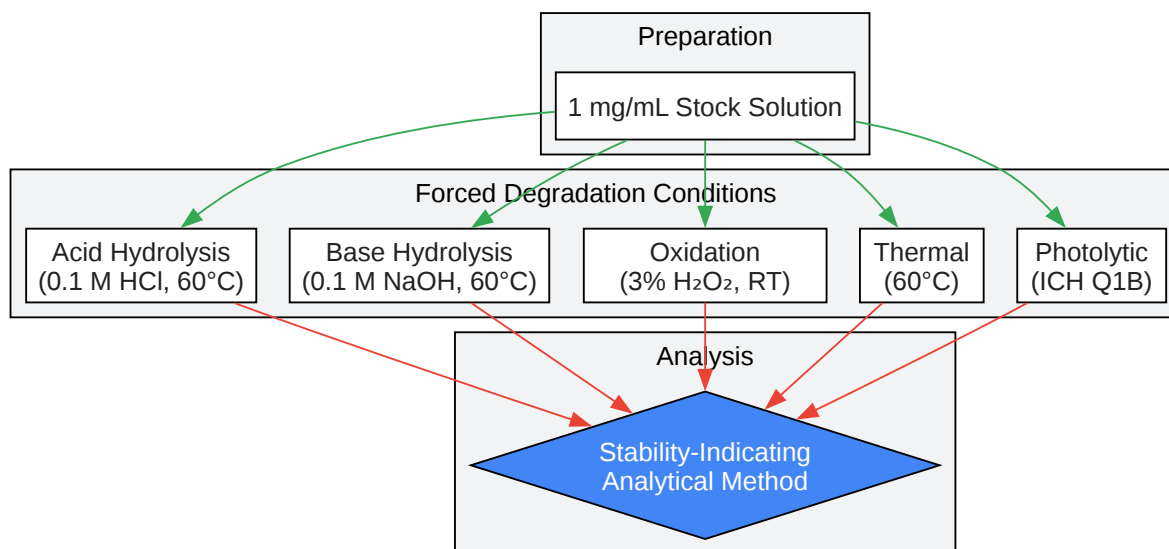 Preparation
1 mg/mL Stock Solution
Forced Degradation Conditions
Acid Hydrolysis
(0.1 M HCl, 60°C)
Base Hydrolysis
(0.1 M NaOH, 60°C)
Oxidation
(3% H₂O₂, RT)
Thermal
(60°C)
Photolytic
(ICH Q1B)
Analysis
Stability-Indicating
Analytical Method